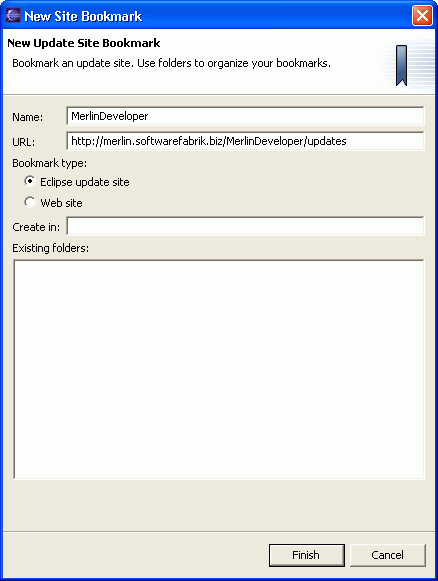 New Site Bookmark
New Update Site Bookmark
Bookmark an update site. Use folders to organize your bookmarks.
Name: MerlinDeveloper
URL: http://merlin.softwarefabrik.biz/MerlinDeveloper/updates
Bookmark type:
Eclipse update site
Web site
Create in:
Existing folders:
Finish Cancel